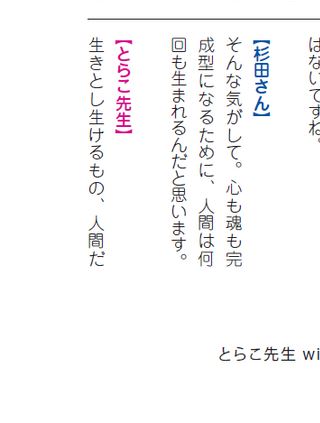 はないですね。
【杉田さん】
そんな気がして。心も魂も完
成型になるために、人間は何
回も生まれるんだと思います。
【とらこ先生】
生きとし生けるもの、人間だ
とらこ先生 wi